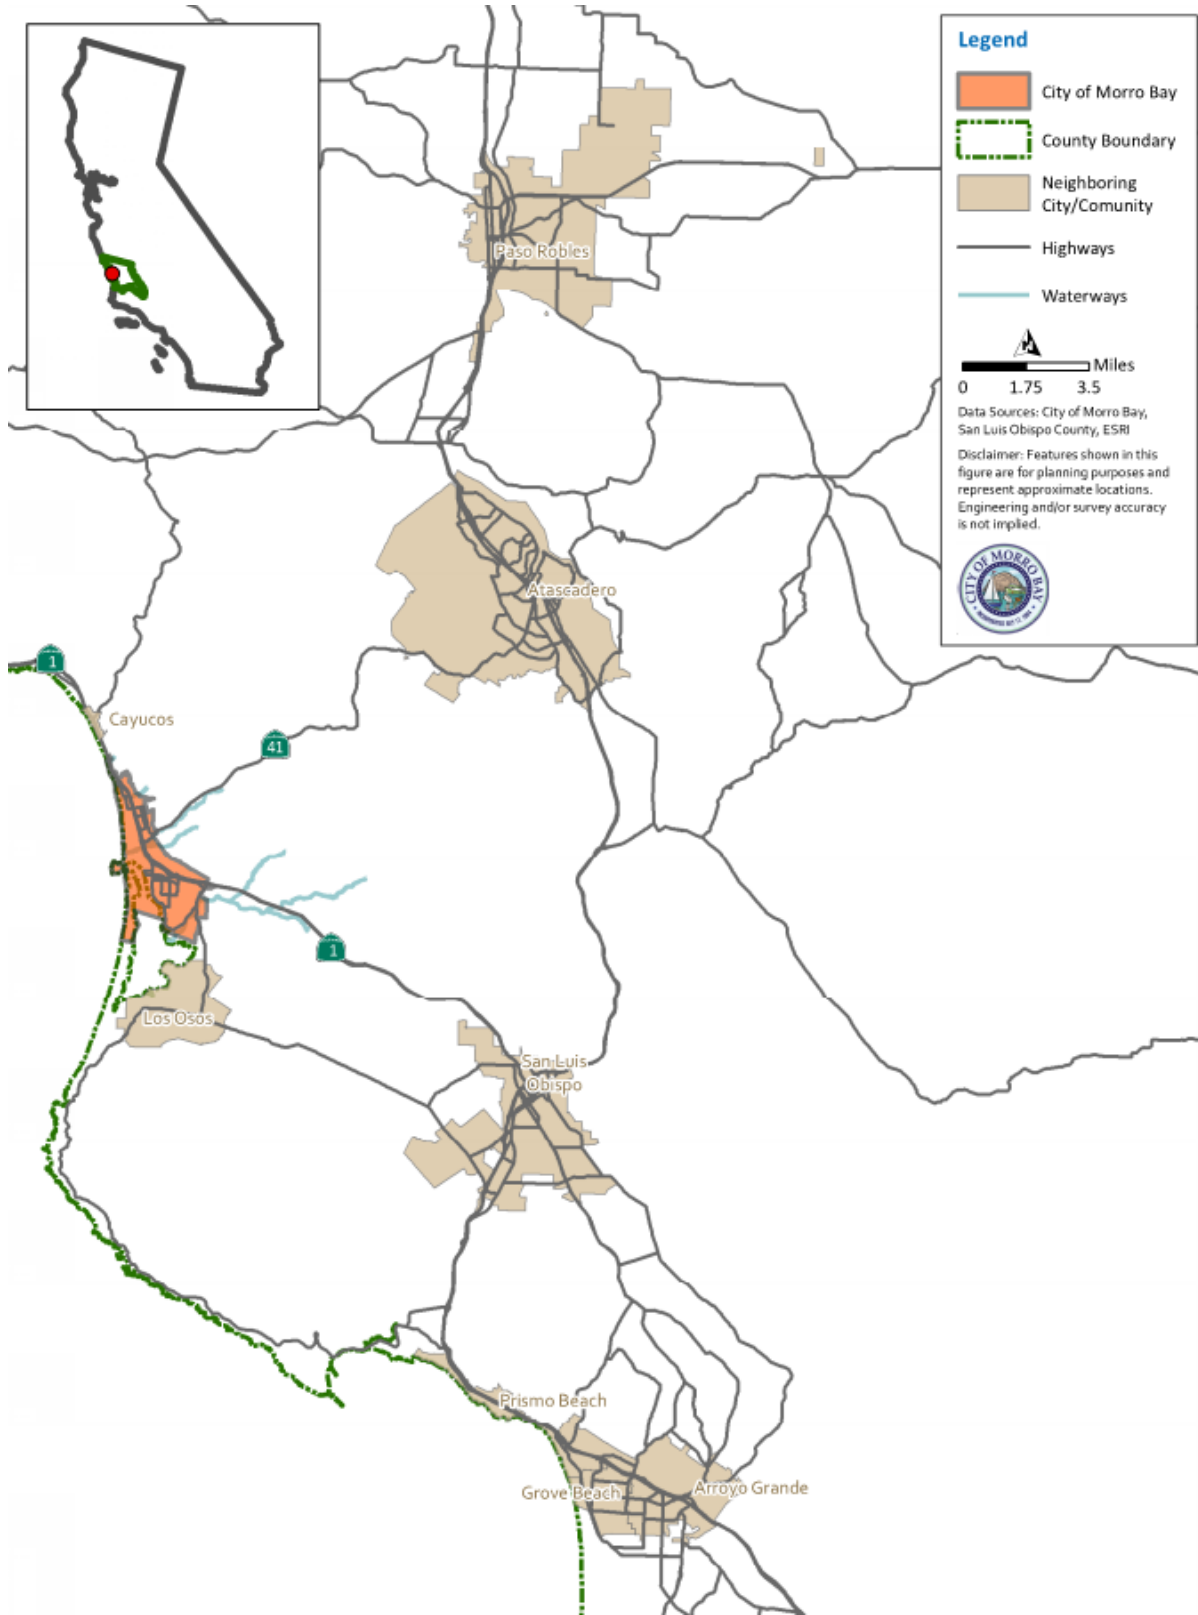 Legend
City of Morro Bay
County Boundary
Neighboring
City/Comunity
Highways
Waterways
Miles
0 1.75 3.5
Data Sources: City of Morro Bay,
San Luis Obispo County, ESRI
Disclaimer: Features shown in this
figure are for planning purposes and
represent approximate locations.
Engineering and/or survey accuracy
is not implied.
CITY OF MORRO BAY
Paso Robles
Atascadero
1
Cayucos
41
1
Los Osos
San Luis
Obispo
Prismo Beach
Grove Beach
Arroyo Grande